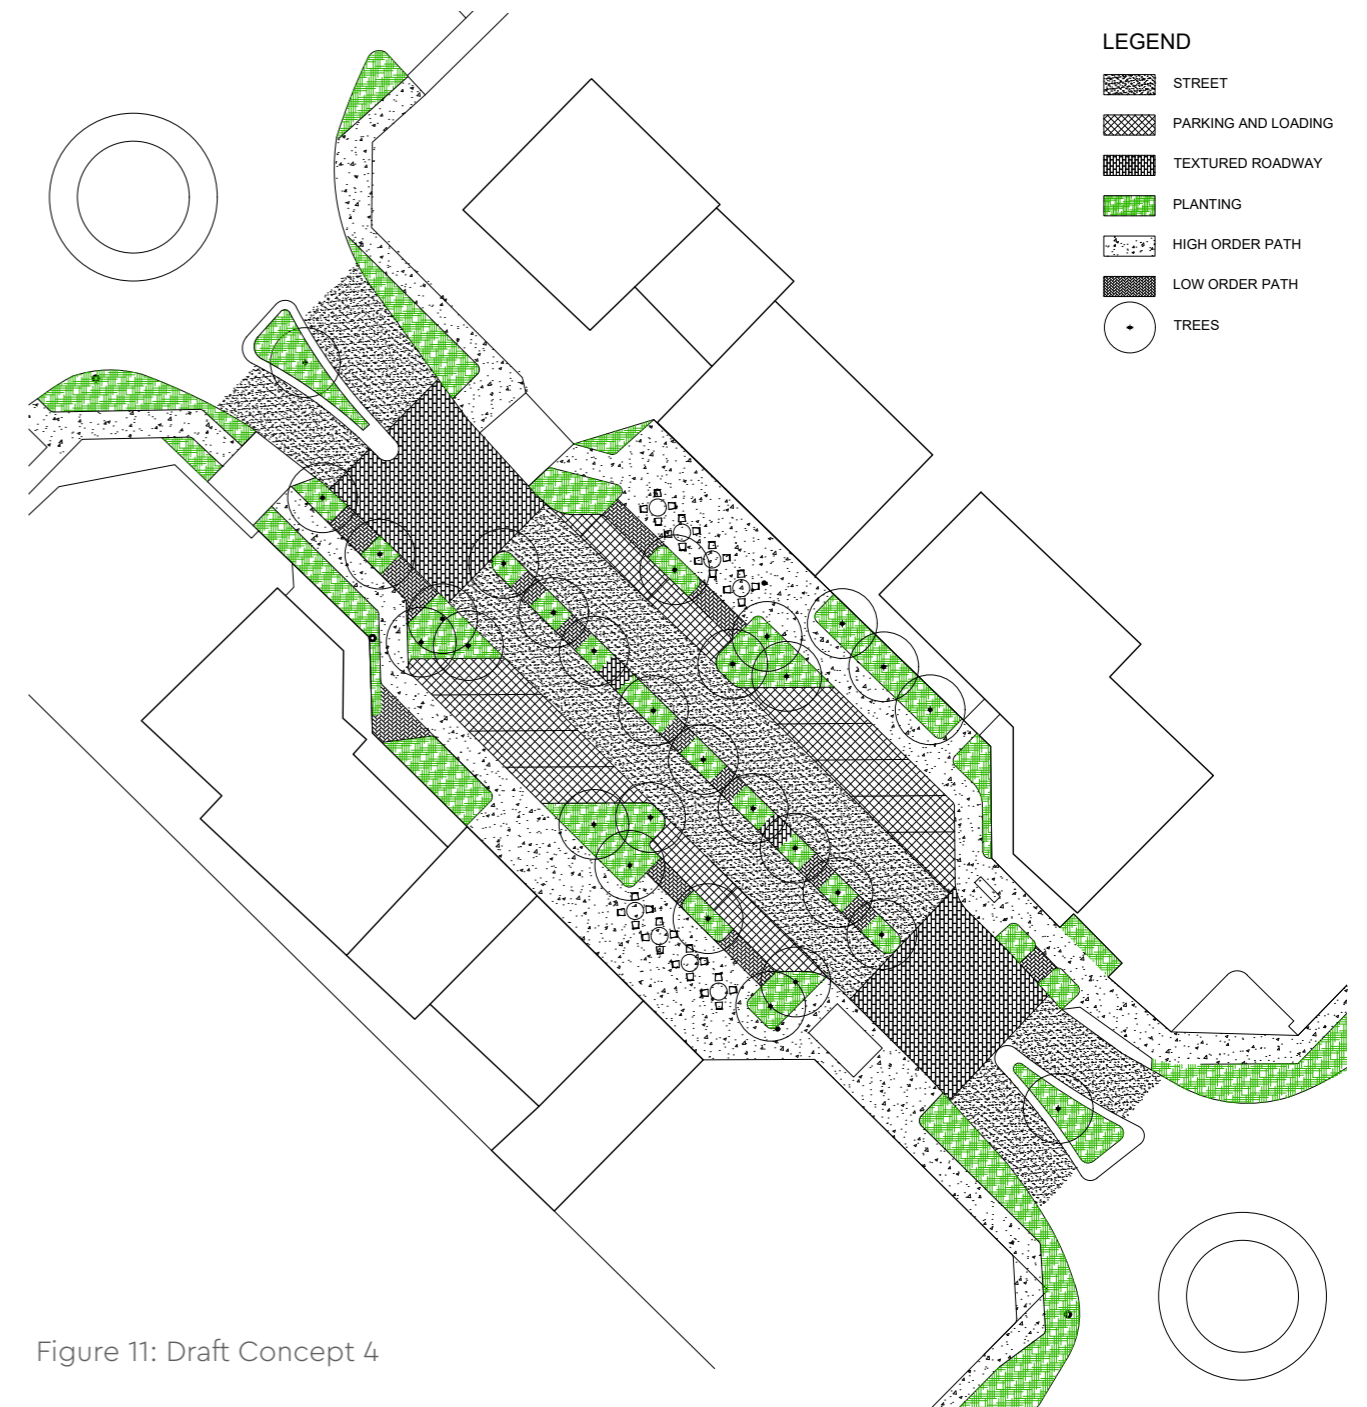 LEGEND
STREET
PARKING AND LOADING
TEXTURED ROADWAY
PLANTING
HIGH ORDER PATH
LOW ORDER PATH
TREES
Figure 11: Draft Concept 4